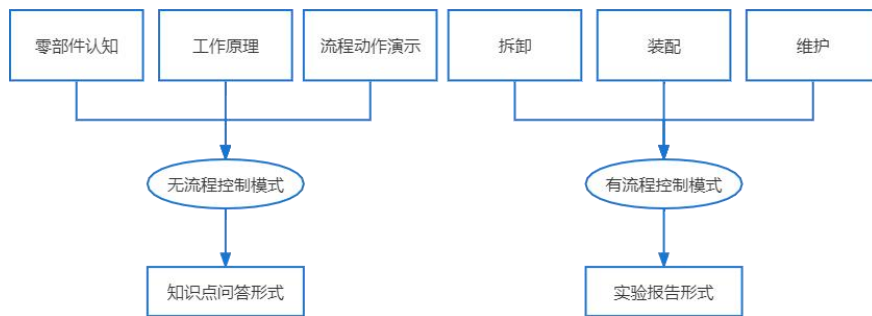 零部件认知
工作原理
流程动作演示
拆卸
装配
维护
无流程控制模式
有流程控制模式
知识点问答形式
实验报告形式